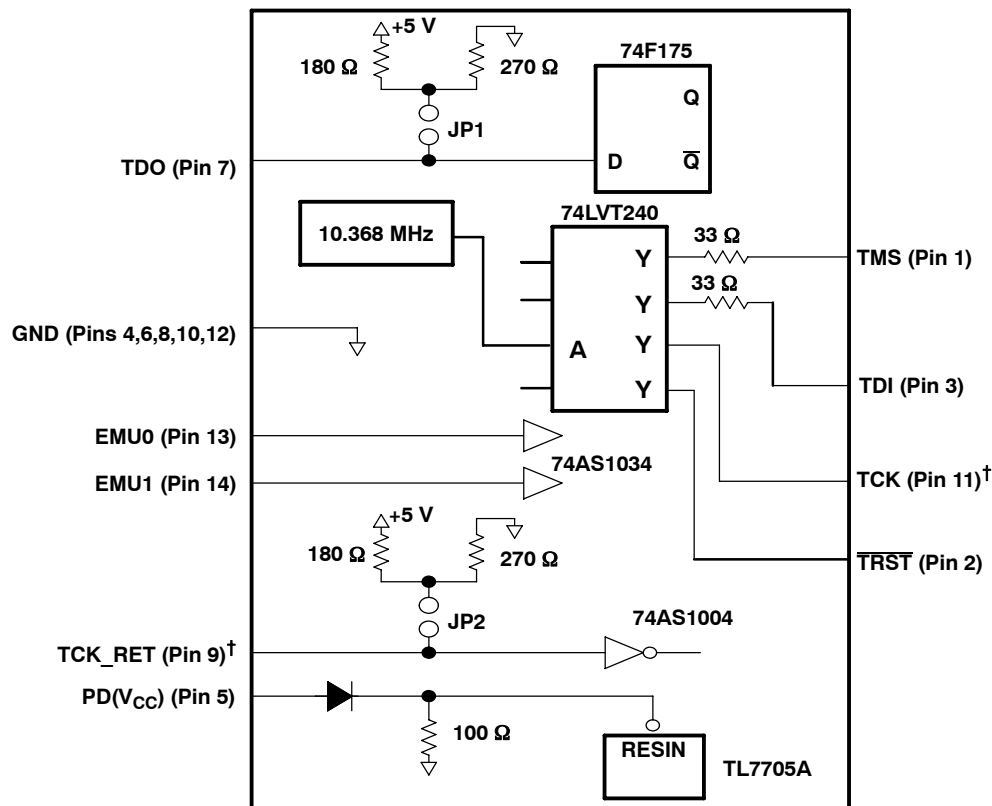 +5 V
74F175
180 Ω
270 Ω
Q
JP1
TDO (Pin 7)
D
Q̅
74LVT240
10.368 MHz
33 Ω
Y
TMS (Pin 1)
33 Ω
Y
GND (Pins 4,6,8,10,12)
A
Y
Y
TDI (Pin 3)
EMU0 (Pin 13)
74AS1034
EMU1 (Pin 14)
TCK (Pin 11)†
+5 V
180 Ω
270 Ω
T̅R̅S̅T̅ (Pin 2)
JP2
74AS1004
TCK_RET (Pin 9)†
PD(VCC) (Pin 5)
100 Ω
RESIN
TL7705A